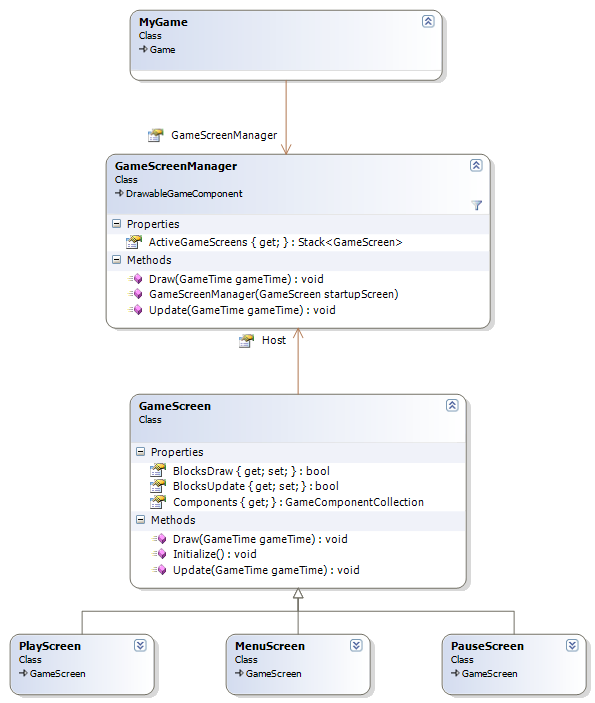 MyGame
Class
Game
GameScreenManager
GameScreenManager
Class
DrawableGameComponent
Properties
ActiveGameScreens { get; } : Stack<GameScreen>
Methods
Draw(GameTime gameTime) : void
GameScreenManager(GameScreen startupScreen)
Update(GameTime gameTime) : void
Host
GameScreen
Class
Properties
BlocksDraw { get; set; } : bool
BlocksUpdate { get; set; } : bool
Components { get; } : GameComponentCollection
Methods
Draw(GameTime gameTime) : void
Initialize() : void
Update(GameTime gameTime) : void
PlayScreen
Class
GameScreen
MenuScreen
Class
GameScreen
PauseScreen
Class
GameScreen